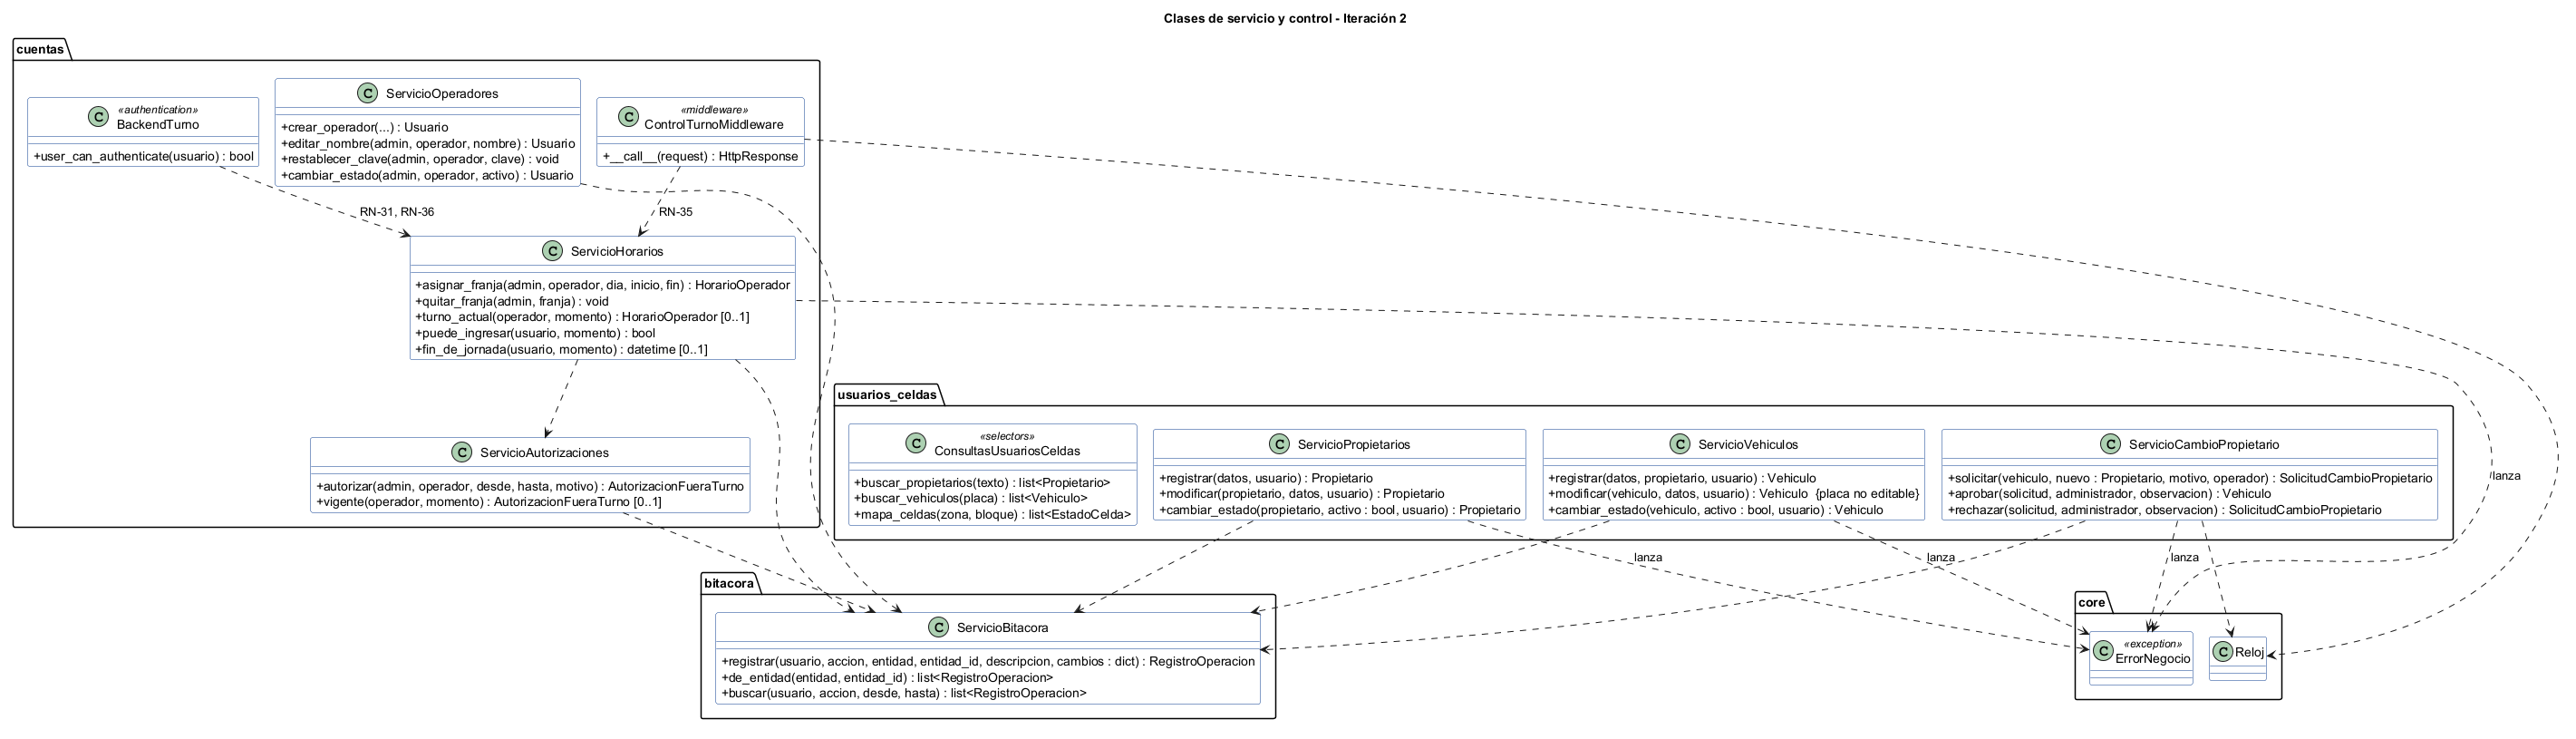 Clases de servicio y control - Iteración 2
cuentas
«authentication»
BackendTurno
+user_can_authenticate(usuario) : bool
ServicioOperadores
+crear_operador(...) : Usuario
+editar_nombre(admin, operador, nombre) : Usuario
+restablecer_clave(admin, operador, clave) : void
+cambiar_estado(admin, operador, activo) : Usuario
«middleware»
ControlTurnoMiddleware
+__call__(request) : HttpResponse
RN-31, RN-36
RN-35
ServicioHorarios
+asignar_franja(admin, operador, dia, inicio, fin) : HorarioOperador
+quitar_franja(admin, franja) : void
+turno_actual(operador, momento) : HorarioOperador [0..1]
+puede_ingresar(usuario, momento) : bool
+fin_de_jornada(usuario, momento) : datetime [0..1]
ServicioAutorizaciones
+autorizar(admin, operador, desde, hasta, motivo) : AutorizacionFueraTurno
+vigente(operador, momento) : AutorizacionFueraTurno [0..1]
usuarios_celdas
«selectors»
ConsultasUsuariosCeldas
+buscar_propietarios(texto) : list<Propietario>
+buscar_vehiculos(placa) : list<Vehiculo>
+mapa_celdas(zona, bloque) : list<EstadoCelda>
ServicioPropietarios
+registrar(datos, usuario) : Propietario
+modificar(propietario, datos, usuario) : Propietario
+cambiar_estado(propietario, activo : bool, usuario) : Propietario
ServicioVehiculos
+registrar(datos, propietario, usuario) : Vehiculo
+modificar(vehiculo, datos, usuario) : Vehiculo {placa no editable}
+cambiar_estado(vehiculo, activo : bool, usuario) : Vehiculo
ServicioCambioPropietario
+solicitar(vehiculo, nuevo : Propietario, motivo, operador) : SolicitudCambioPropietario
+aprobar(solicitud, administrador, observacion) : Vehiculo
+rechazar(solicitud, administrador, observacion) : SolicitudCambioPropietario
lanza
lanza
lanza
lanza
bitacora
ServicioBitacora
+registrar(usuario, accion, entidad, entidad_id, descripcion, cambios : dict) : RegistroOperacion
+de_entidad(entidad, entidad_id) : list<RegistroOperacion>
+buscar(usuario, accion, desde, hasta) : list<RegistroOperacion>
core
«exception»
ErrorNegocio
Reloj
C
C
C
C
C
C
C
C
C
C
C
C